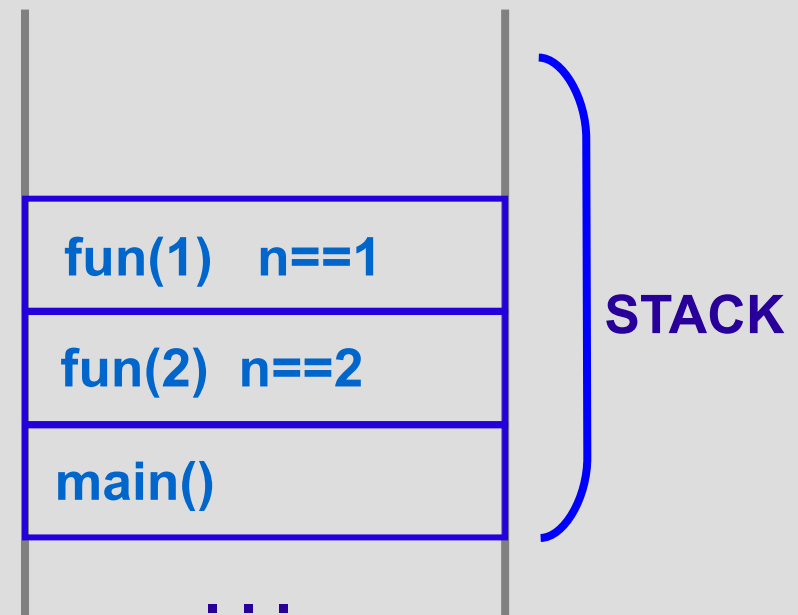 fun(1) n==1
fun(2) n==2
STACK
main()
...